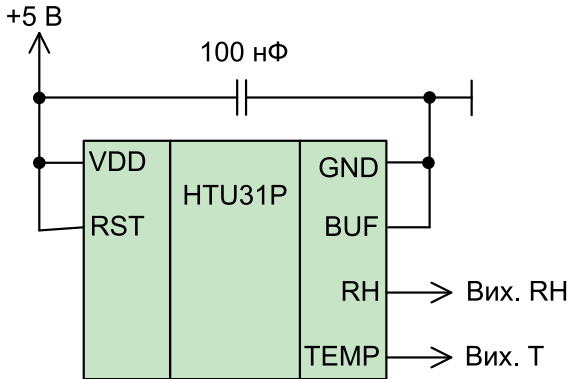 +5 В
100 нФ
VDD
GND
HTU31P
RST
BUF
RH
Вих. RH
TEMP
Вих. T